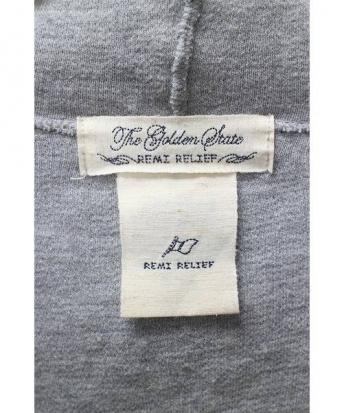 The Golden State
REMI RELIEF
REMI RELIEF